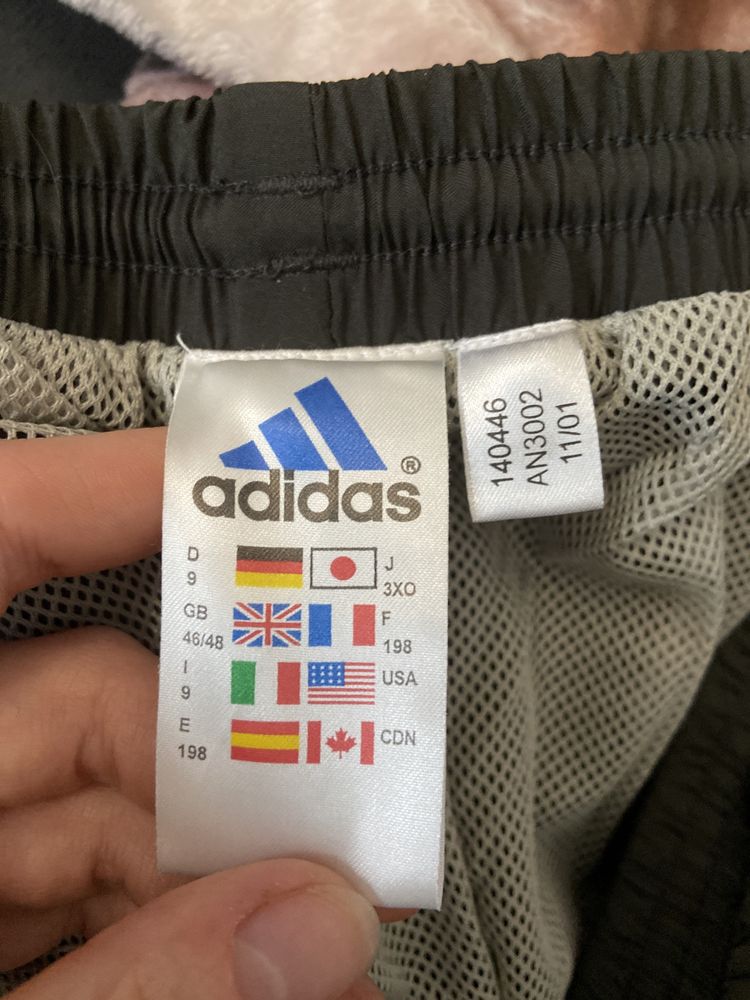 adidas®
D
9
J
3XO
GB
46/48
F
198
I
9
USA
E
198
CDN
140446
AN3002
11/01